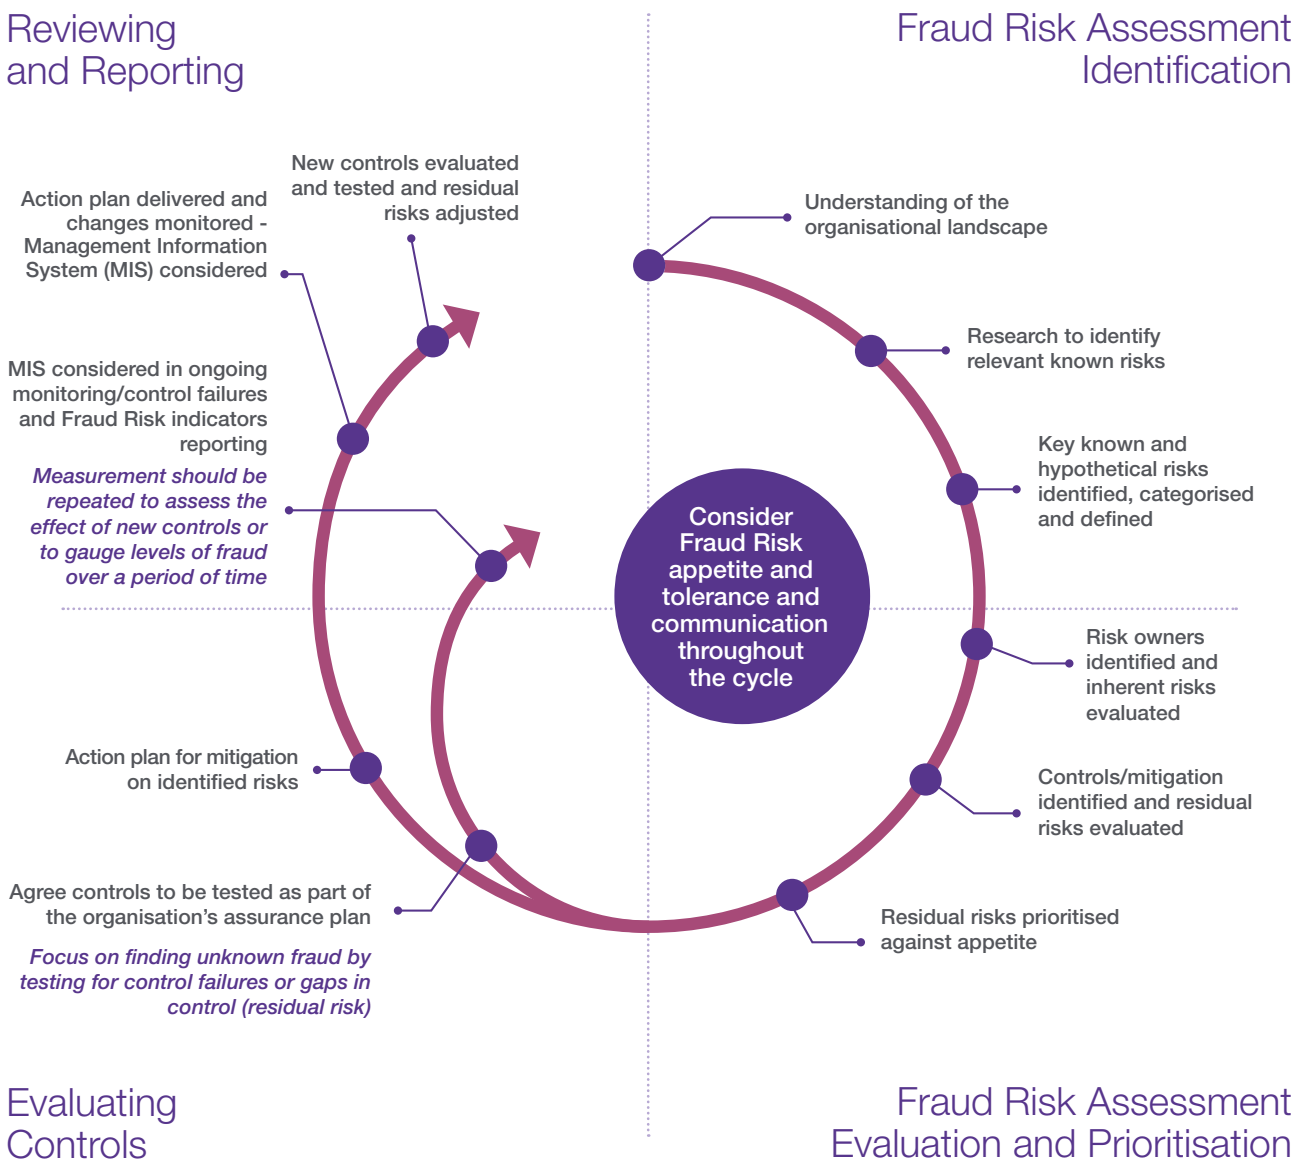 Reviewing
and Reporting
Fraud Risk Assessment
Identification
New controls evaluated
and tested and residual
risks adjusted
Action plan delivered and
changes monitored -
Management Information
System (MIS) considered
MIS considered in ongoing
monitoring/control failures
and Fraud Risk indicators
reporting
Measurement should be
repeated to assess the
effect of new controls or
to gauge levels of fraud
over a period of time
Understanding of the
organisational landscape
Research to identify
relevant known risks
Key known and
hypothetical risks
identified, categorised
and defined
Consider
Fraud Risk
appetite and
tolerance and
communication
throughout
the cycle
Risk owners
identified and
inherent risks
evaluated
Controls/mitigation
identified and residual
risks evaluated
Residual risks prioritised
against appetite
Action plan for mitigation
on identified risks
Agree controls to be tested as part of
the organisation’s assurance plan
Focus on finding unknown fraud by
testing for control failures or gaps in
control (residual risk)
Evaluating
Controls
Fraud Risk Assessment
Evaluation and Prioritisation